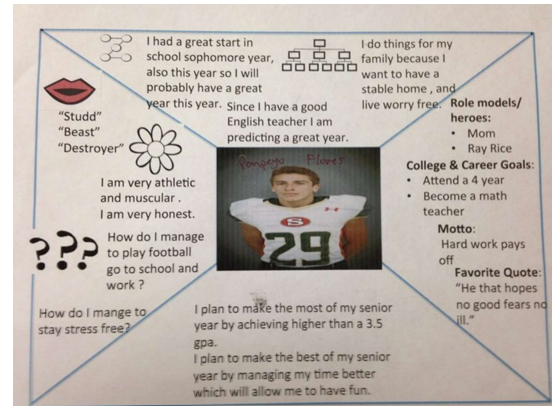 I had a great start in
school sophomore year,
also this year so I will
probably have a great
year this year.
Since I have a good
English teacher I am
predicting a great year.
I do things for my
family because I
want to have a
stable home , and
live worry free.
"Studd"
"Beast"
"Destroyer"
I am very athletic
and muscular .
I am very honest.
Role models/
heroes:
• Mom
• Ray Rice
College & Career Goals:
• Attend a 4 year
• Become a math
teacher
Motto:
Hard work pays
off
Favorite Quote:
"He that hopes
no good fears no
ill."
Pompeyo Flores
S
29
???
How do I manage
to play football
go to school and
work ?
How do I mange to
stay stress free?
I plan to make the most of my senior
year by achieving higher than a 3.5
gpa.
I plan to make the best of my senior
year by managing my time better
which will allow me to have fun.